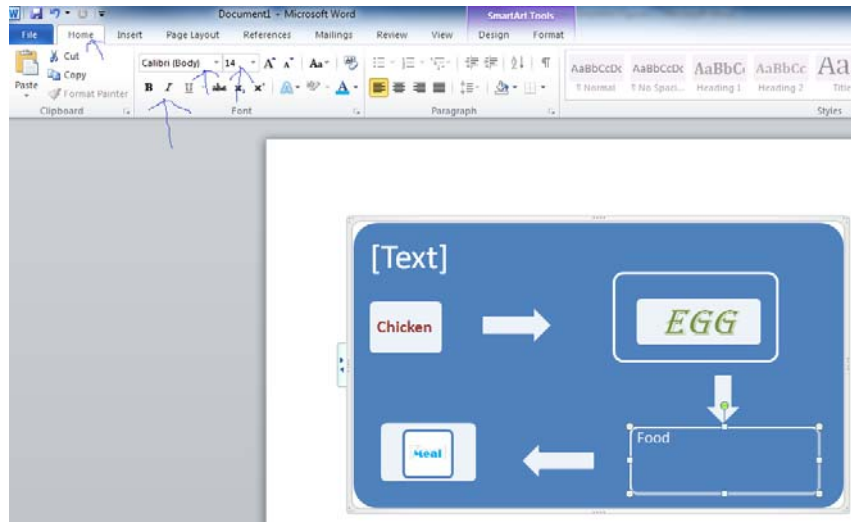 Document1 - Microsoft Word
SmartArt Tools
File Home Insert Page Layout References Mailings Review View Design Format
Cut
Copy
Format Painter
Paste
Clipboard
Calibri (Body) 14 A A Aa
B I U abc x, x² A
Font
Paragraph
AaBbCcDc AaBbCcDc AaBbC AaBbCc Aa
¶ Normal ¶ No Spaci... Heading 1 Heading 2 Title
Styles
[Text]
Chicken
EGG
Food
Meal